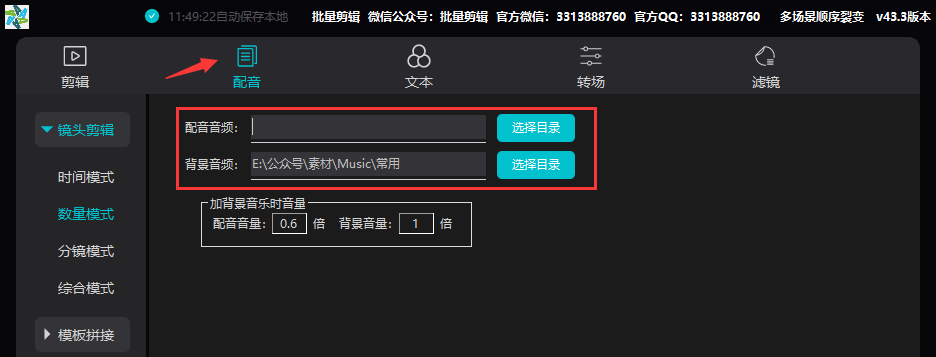 11:49:22自动保存本地 批量剪辑 微信公众号：批量剪辑 官方微信：3313888760 官方QQ：3313888760 多场景顺序裂变 v43.3版本
剪辑 配音 文本 转场 滤镜
镜头剪辑
时间模式
数量模式
分镜模式
综合模式
模板拼接
配音音频： 选择目录
背景音频： E:\公众号\素材\Music\常用 选择目录
加背景音乐时音量
配音音量： 0.6 倍 背景音量： 1 倍